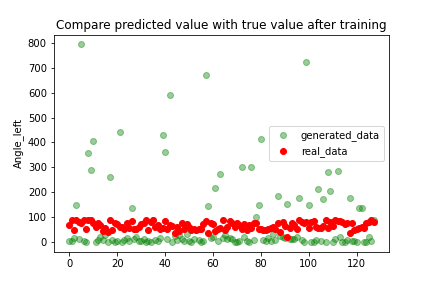 Compare predicted value with true value after training
800
700
600
500
400
300
200
100
0
Angle_left
generated_data
real_data
0 20 40 60 80 100 120